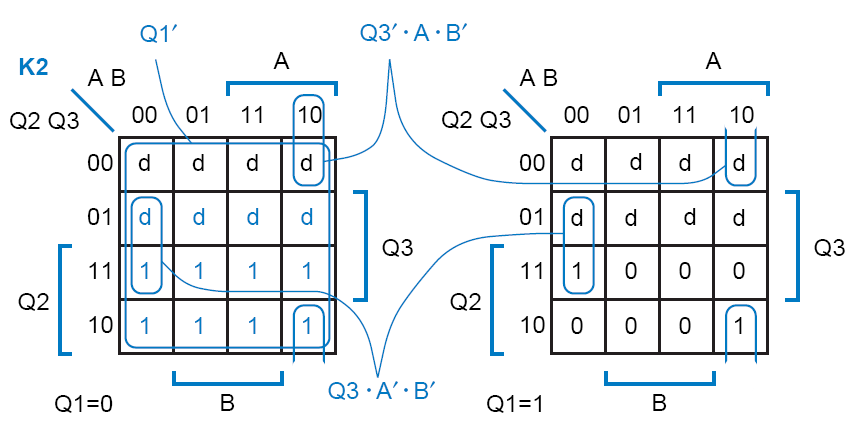 Q1′ Q3′ · A · B′
K2 A A
A B A B
Q2 Q3 00 01 11 10 Q2 Q3 00 01 11 10
00 d d d d 00 d d d d
01 d d d d 01 d d d d
Q3 Q3
11 1 1 1 1 11 1 0 0 0
Q2 Q2
10 1 1 1 1 10 0 0 0 1
Q1=0 B Q3 · A′ · B′ Q1=1 B